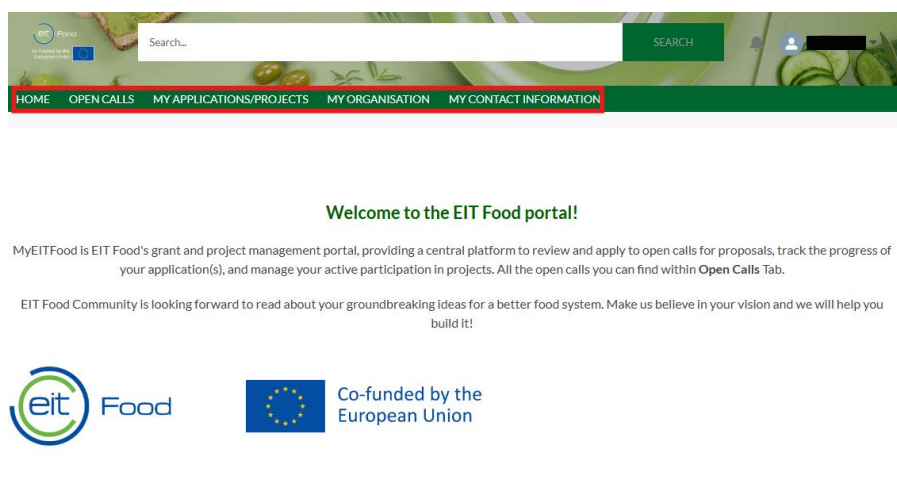 eit Food
Co-funded by the
European Union
Search...
SEARCH
HOME OPEN CALLS MY APPLICATIONS/PROJECTS MY ORGANISATION MY CONTACT INFORMATION
Welcome to the EIT Food portal!
MyEITFood is EIT Food's grant and project management portal, providing a central platform to review and apply to open calls for proposals, track the progress of
your application(s), and manage your active participation in projects. All the open calls you can find within Open Calls Tab.
EIT Food Community is looking forward to read about your groundbreaking ideas for a better food system. Make us believe in your vision and we will help you
build it!
eit Food
Co-funded by the
European Union